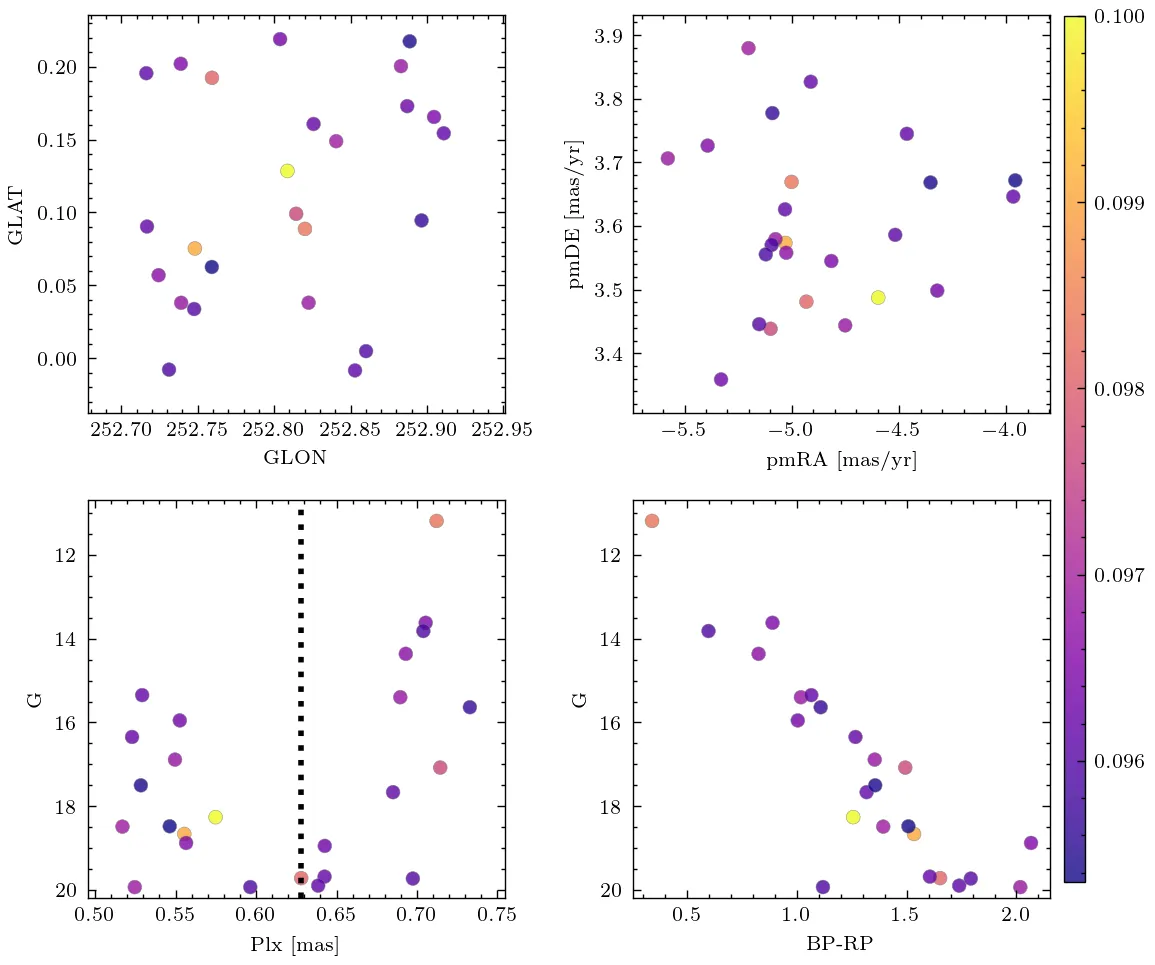 0.20
0.15
0.10
0.05
0.00
GLAT
252.70 252.75 252.80 252.85 252.90 252.95
GLON
3.9
3.8
3.7
3.6
3.5
3.4
pmDE [mas/yr]
−5.5 −5.0 −4.5 −4.0
pmRA [mas/yr]
12
14
16
18
20
G
0.50 0.55 0.60 0.65 0.70 0.75
Plx [mas]
12
14
16
18
20
G
0.5 1.0 1.5 2.0
BP-RP
0.100
0.099
0.098
0.097
0.096